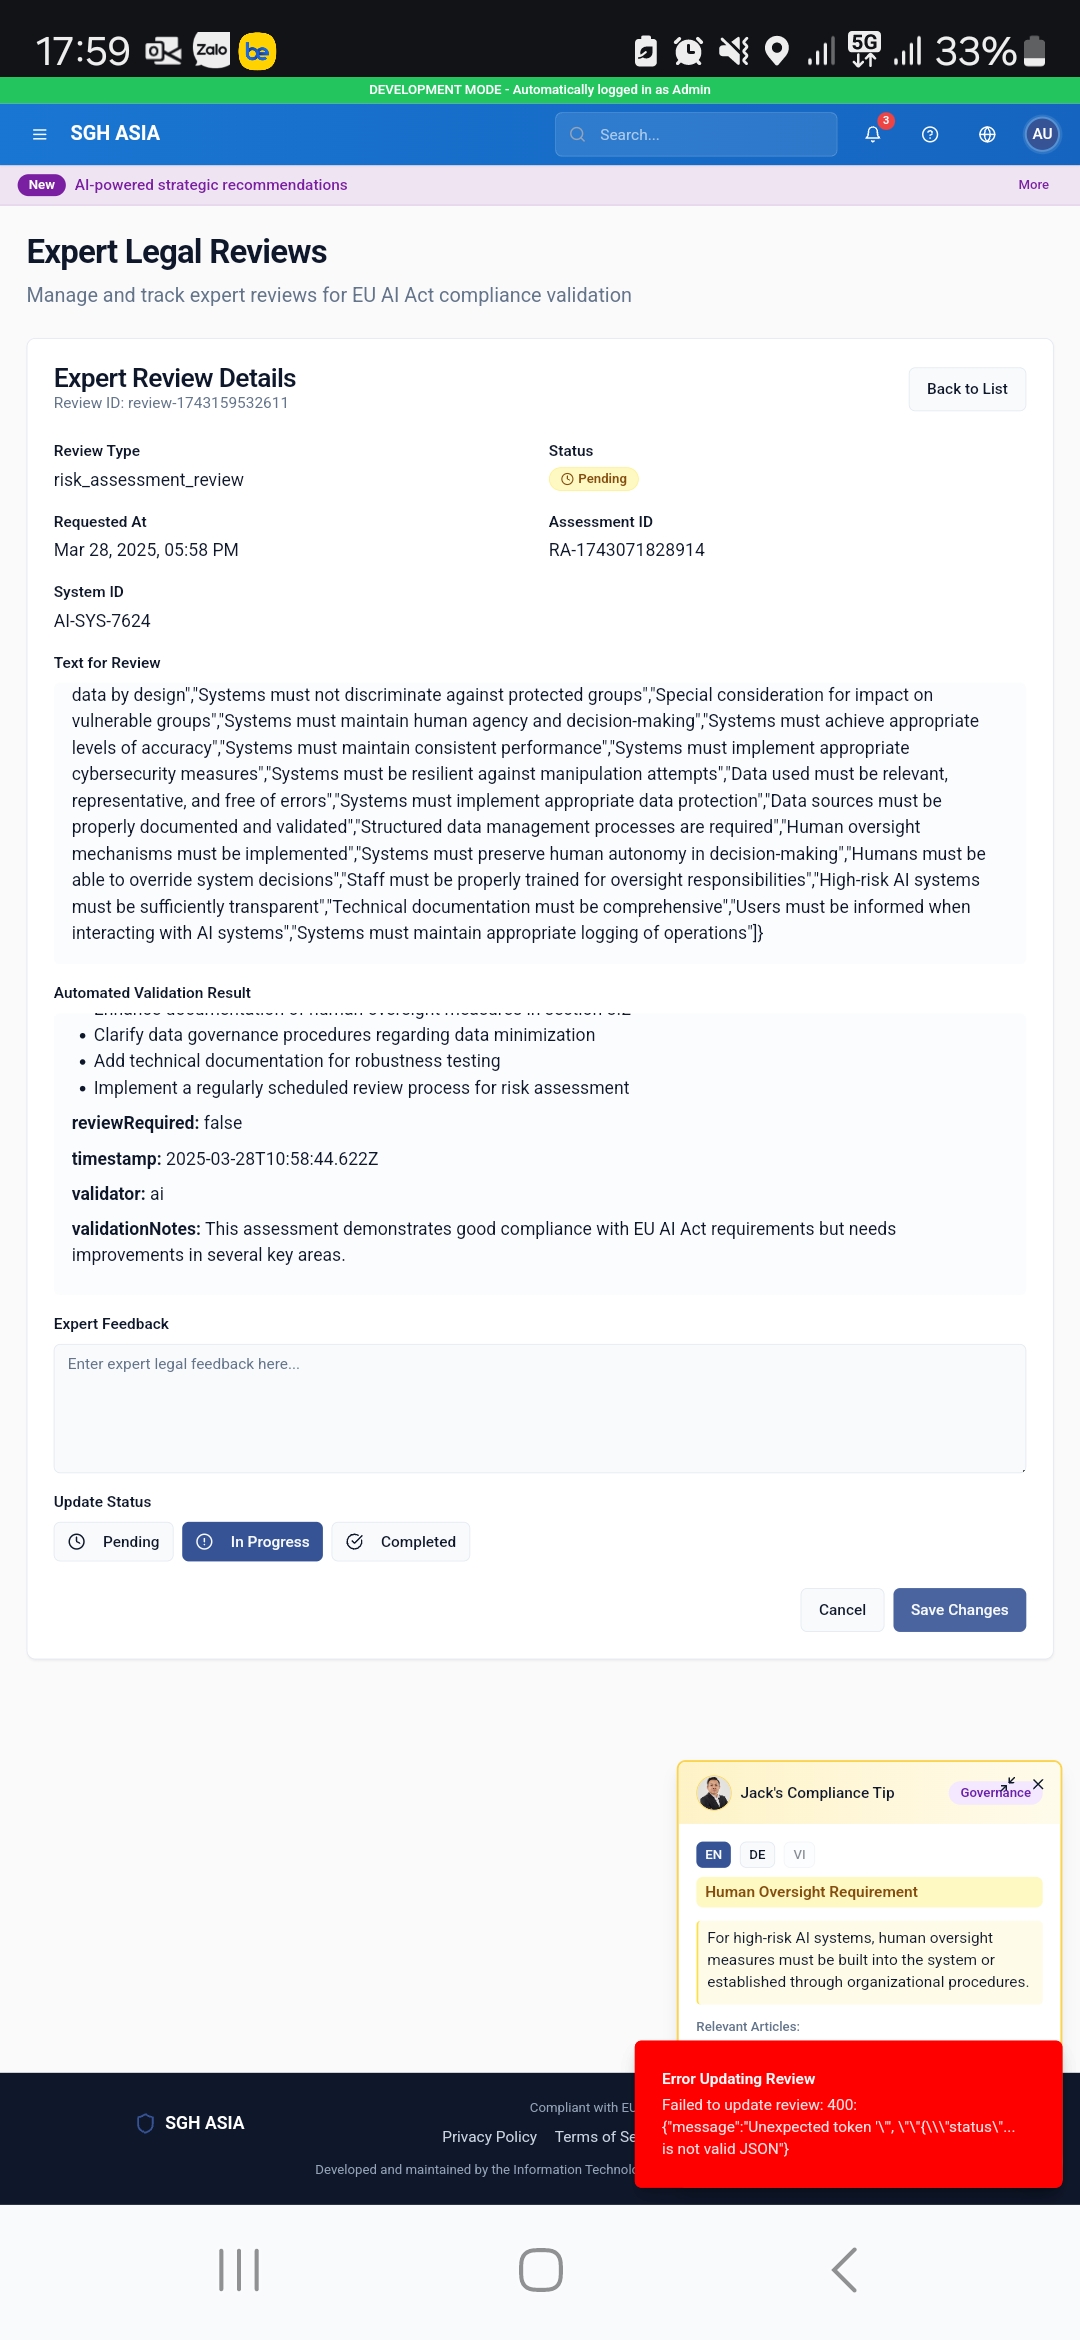 17:59
Zalo
be
5G
33%
DEVELOPMENT MODE - Automatically logged in as Admin
SGH ASIA
Search...
3
AU
New
AI-powered strategic recommendations
More
Expert Legal Reviews
Manage and track expert reviews for EU AI Act compliance validation
Expert Review Details
Review ID: review-1743159532611
Back to List
Review Type
Status
risk_assessment_review
Pending
Requested At
Assessment ID
Mar 28, 2025, 05:58 PM
RA-1743071828914
System ID
AI-SYS-7624
Text for Review
data by design","Systems must not discriminate against protected groups","Special consideration for impact on
vulnerable groups","Systems must maintain human agency and decision-making","Systems must achieve appropriate
levels of accuracy","Systems must maintain consistent performance","Systems must implement appropriate
cybersecurity measures","Systems must be resilient against manipulation attempts","Data used must be relevant,
representative, and free of errors","Systems must implement appropriate data protection","Data sources must be
properly documented and validated","Structured data management processes are required","Human oversight
mechanisms must be implemented","Systems must preserve human autonomy in decision-making","Humans must be
able to override system decisions","Staff must be properly trained for oversight responsibilities","High-risk AI systems
must be sufficiently transparent","Technical documentation must be comprehensive","Users must be informed when
interacting with AI systems","Systems must maintain appropriate logging of operations"]}
Automated Validation Result
Enhance documentation of human oversight measures in section 3.2
• Clarify data governance procedures regarding data minimization
• Add technical documentation for robustness testing
• Implement a regularly scheduled review process for risk assessment
reviewRequired: false
timestamp: 2025-03-28T10:58:44.622Z
validator: ai
validationNotes: This assessment demonstrates good compliance with EU AI Act requirements but needs
improvements in several key areas.
Expert Feedback
Enter expert legal feedback here...
Update Status
Pending
In Progress
Completed
Cancel
Save Changes
Jack's Compliance Tip
Governance
EN
DE
VI
Human Oversight Requirement
For high-risk AI systems, human oversight
measures must be built into the system or
established through organizational procedures.
Relevant Articles:
Error Updating Review
Failed to update review: 400:
{"message":"Unexpected token '\"', \"\"{\\\"status\"...
is not valid JSON"}
SGH ASIA
Compliant with EU
Privacy Policy
Terms of Se
Developed and maintained by the Information Technolo